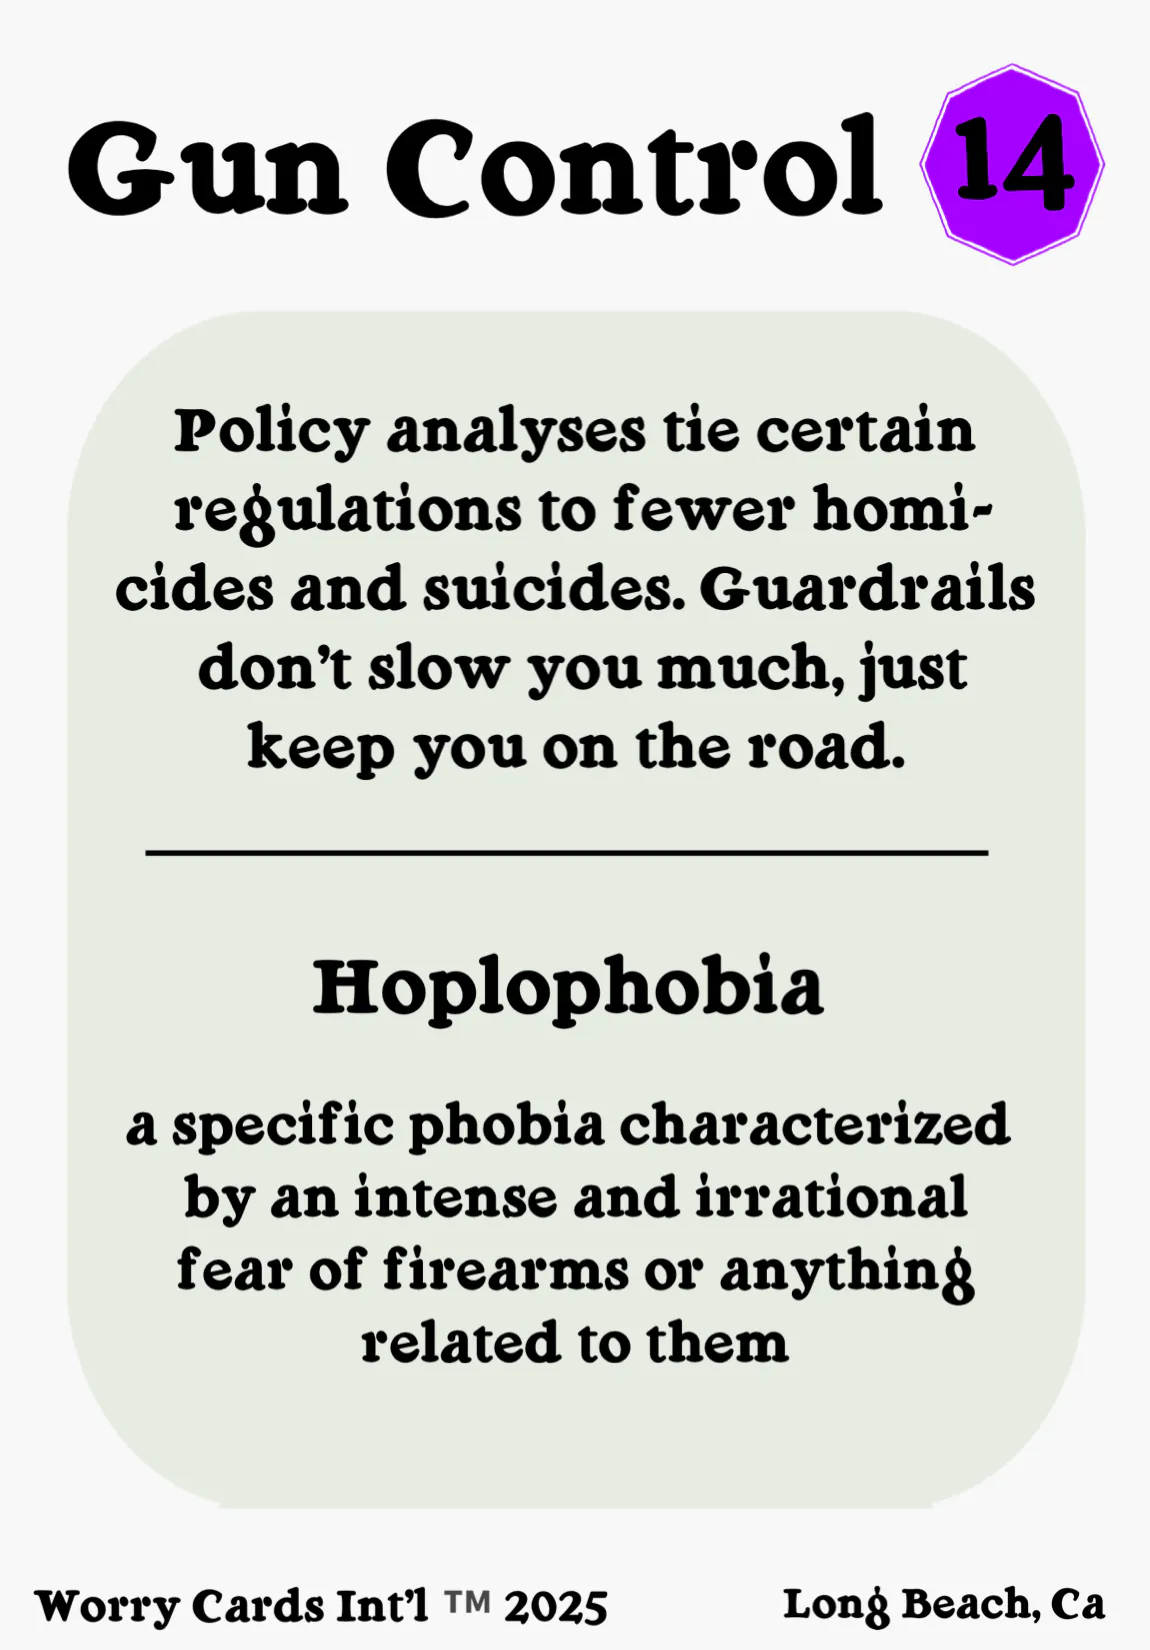 Gun Control 14
Policy analyses tie certain
regulations to fewer homi-
cides and suicides. Guardrails
don’t slow you much, just
keep you on the road.
Hoplophobia
a specific phobia characterized
by an intense and irrational
fear of firearms or anything
related to them
Worry Cards Int’l ™ 2025
Long Beach, Ca